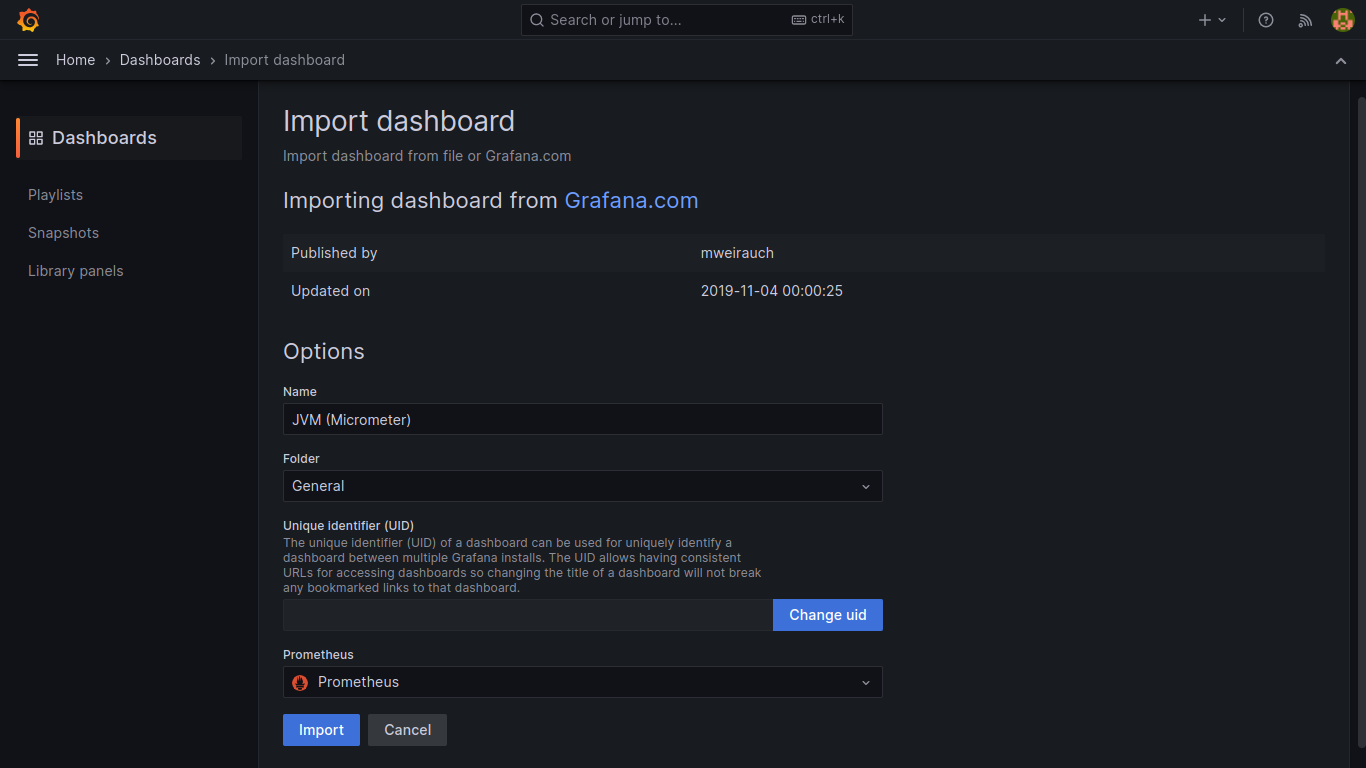 Search or jump to... ctrl+k
Home › Dashboards › Import dashboard
Dashboards
Playlists
Snapshots
Library panels
Import dashboard
Import dashboard from file or Grafana.com
Importing dashboard from Grafana.com
Published by mweirauch
Updated on 2019-11-04 00:00:25
Options
Name
JVM (Micrometer)
Folder
General
Unique identifier (UID)
The unique identifier (UID) of a dashboard can be used for uniquely identify a
dashboard between multiple Grafana installs. The UID allows having consistent
URLs for accessing dashboards so changing the title of a dashboard will not break
any bookmarked links to that dashboard.
Change uid
Prometheus
Prometheus
Import Cancel